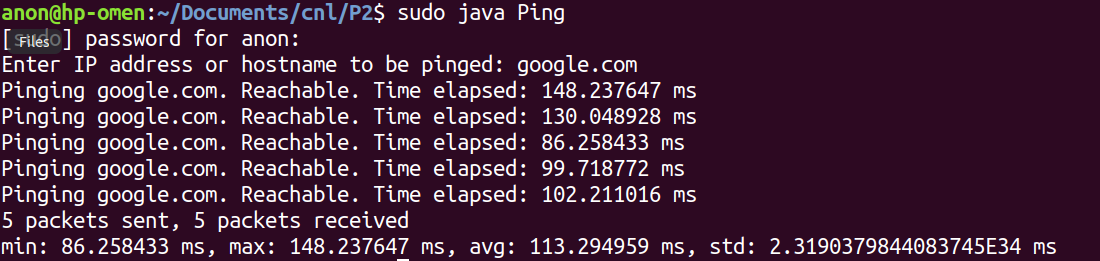 anon@hp-omen:~/Documents/cnl/P2$ sudo java Ping
[sudo] password for anon:
Files
Enter IP address or hostname to be pinged: google.com
Pinging google.com. Reachable. Time elapsed: 148.237647 ms
Pinging google.com. Reachable. Time elapsed: 130.048928 ms
Pinging google.com. Reachable. Time elapsed: 86.258433 ms
Pinging google.com. Reachable. Time elapsed: 99.718772 ms
Pinging google.com. Reachable. Time elapsed: 102.211016 ms
5 packets sent, 5 packets received
min: 86.258433 ms, max: 148.237647 ms, avg: 113.294959 ms, std: 2.3190379844083745E34 ms